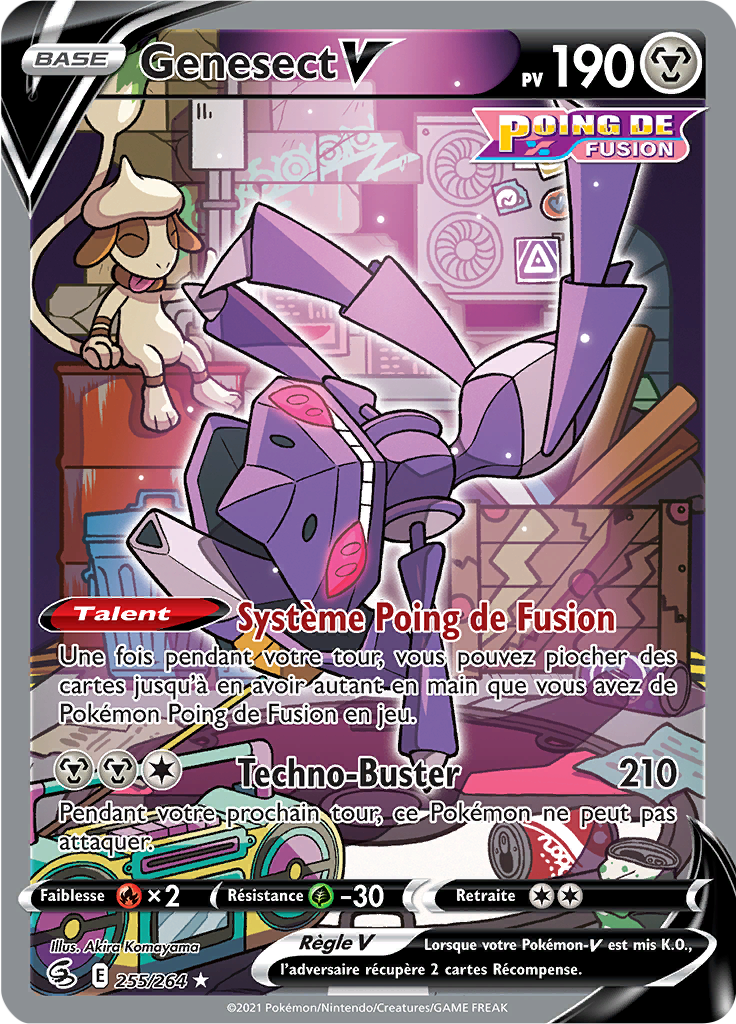 BASE
Genesect V
PV 190
POING DE
FUSION
Talent
Système Poing de Fusion
Une fois pendant votre tour, vous pouvez piocher des
cartes jusqu'à en avoir autant en main que vous avez de
Pokémon Poing de Fusion en jeu.
Techno-Buster 210
Pendant votre prochain tour, ce Pokémon ne peut pas
attaquer.
Faiblesse ×2 Résistance -30 Retraite
Illus. Akira Komayama
Règle V Lorsque votre Pokémon-V est mis K.O.,
l'adversaire récupère 2 cartes Récompense.
E 255/264 ★
©2021 Pokémon/Nintendo/Creatures/GAME FREAK